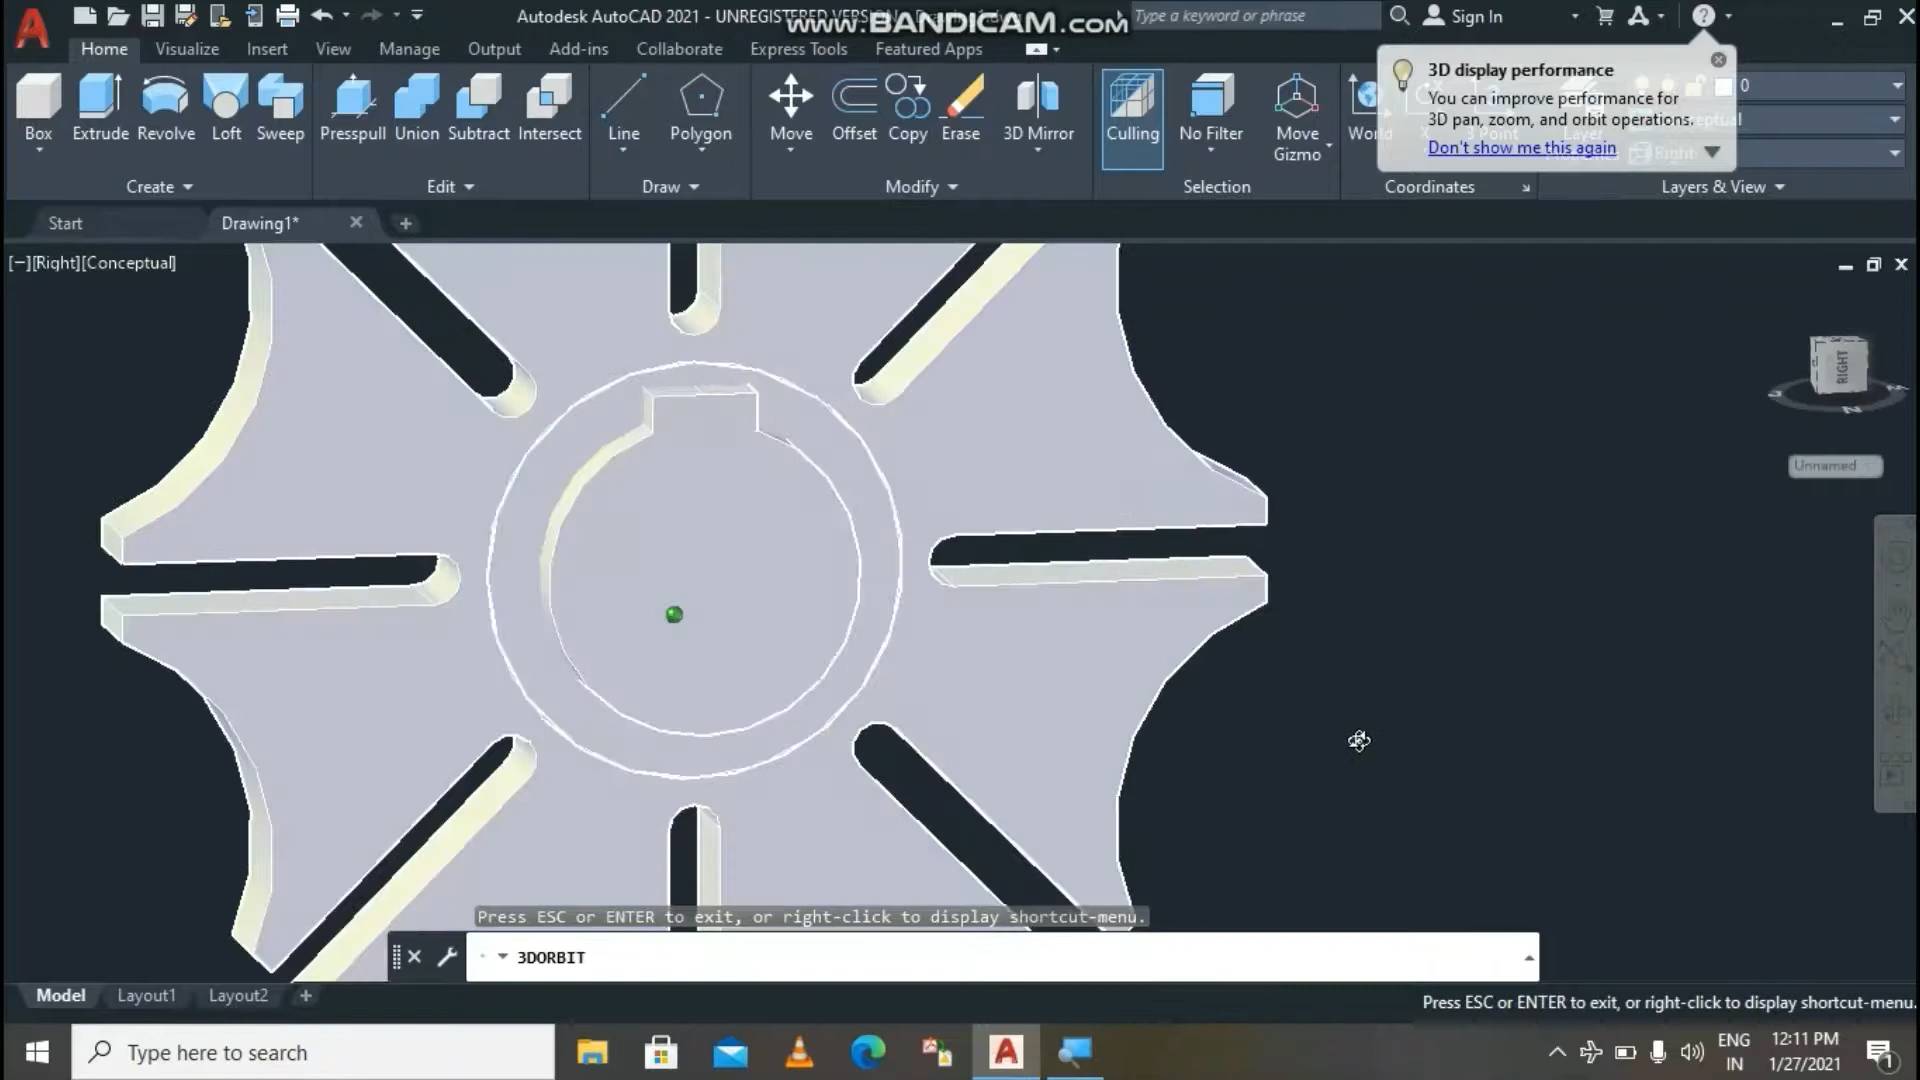 Autodesk AutoCAD 2021 - UNREGISTERED VERSION
www.BANDICAM.com
Type a keyword or phrase
Sign In
Home Visualize Insert View Manage Output Add-ins Collaborate Express Tools Featured Apps
Box Extrude Revolve Loft Sweep Presspull Union Subtract Intersect Line Polygon Move Offset Copy Erase 3D Mirror Culling No Filter Move Gizmo World
3D display performance
You can improve performance for
3D pan, zoom, and orbit operations.
Don't show me this again
0
Create Edit Draw Modify Selection Coordinates Layers & View
Start Drawing1*
[−][Right][Conceptual]
RIGHT
Unnamed
Press ESC or ENTER to exit, or right-click to display shortcut-menu.
3DORBIT
Model Layout1 Layout2
Press ESC or ENTER to exit, or right-click to display shortcut-menu.
Type here to search
ENG
IN
12:11 PM
1/27/2021
1